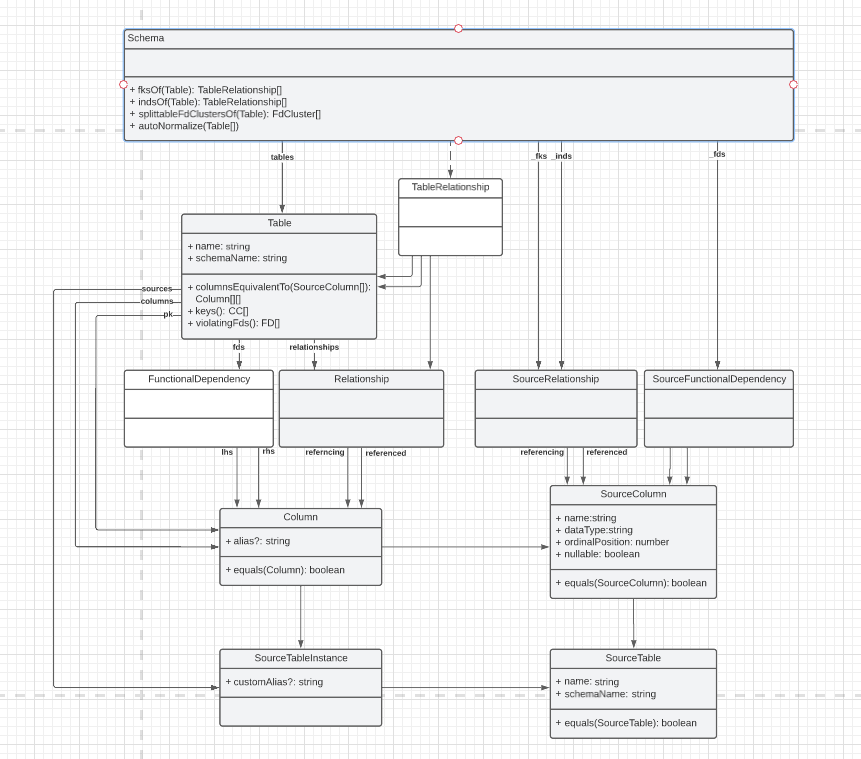 Schema
+ fksOf(Table): TableRelationship[]
+ indsOf(Table): TableRelationship[]
+ splittableFdClustersOf(Table): FdCluster[]
+ autoNormalize(Table[])
tables
_fks
_inds
_fds
TableRelationship
Table
+ name: string
+ schemaName: string
+ columnsEquivalentTo(SourceColumn[]):
Column[][]
+ keys(): CC[]
+ violatingFds(): FD[]
sources
columns
pk
fds
relationships
FunctionalDependency
Relationship
SourceRelationship
SourceFunctionalDependency
lhs
rhs
referncing
referenced
referencing
referenced
Column
+ alias?: string
+ equals(Column): boolean
SourceColumn
+ name:string
+ dataType:string
+ ordinalPosition: number
+ nullable: boolean
+ equals(SourceColumn): boolean
SourceTableInstance
+ customAlias?: string
SourceTable
+ name: string
+ schemaName: string
+ equals(SourceTable): boolean